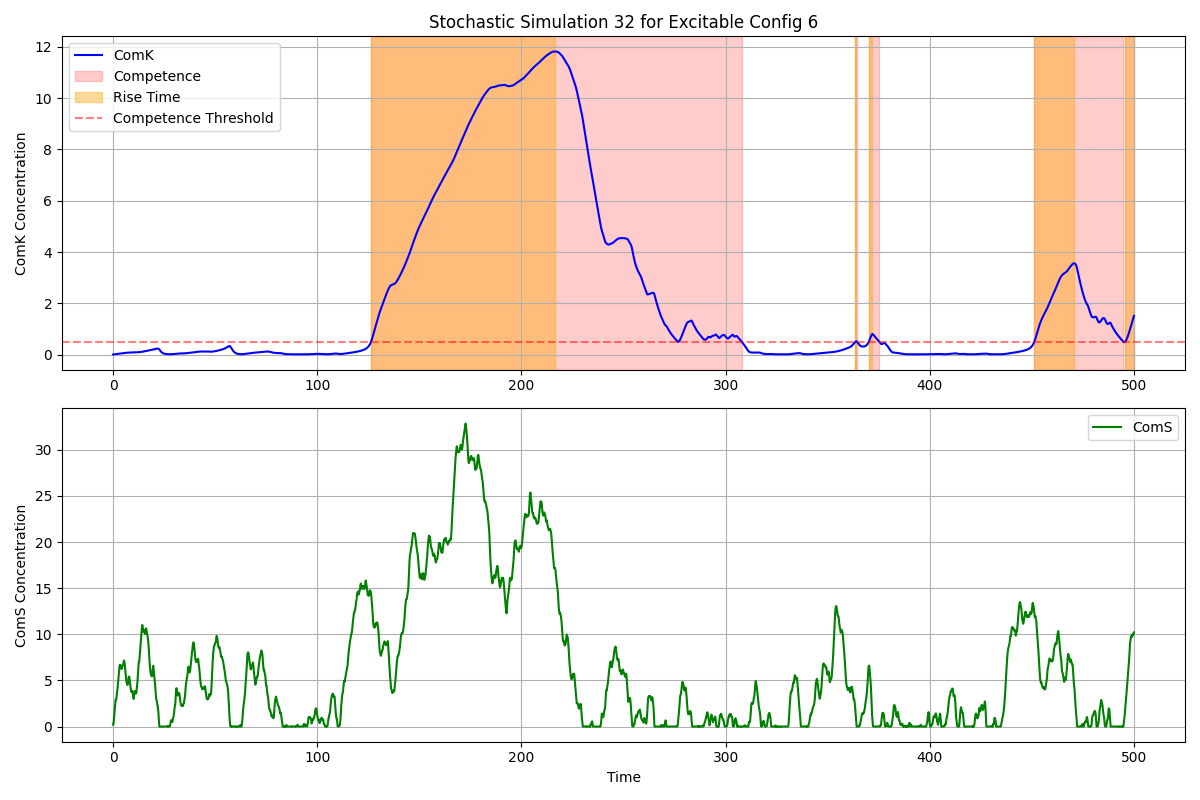 Stochastic Simulation 32 for Excitable Config 6
ComK Concentration
12
10
8
6
4
2
0
ComK
Competence
Rise Time
Competence Threshold
0 100 200 300 400 500
ComS Concentration
30
25
20
15
10
5
0
ComS
0 100 200 300 400 500
Time